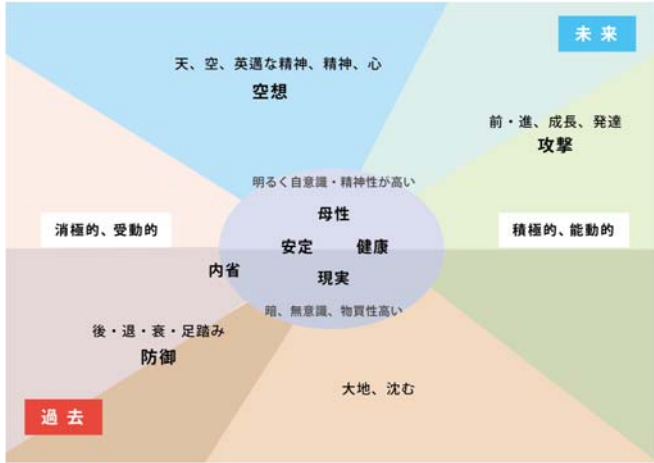 未来
天、空、英邁な精神、精神、心
空想
前・進、成長、発達
攻撃
明るく自意識・精神性が高い
母性
消極的、受動的
積極的、能動的
安定 健康
内省
現実
暗、無意識、物質性高い
後・退・衰・足踏み
防御
大地、沈む
過去